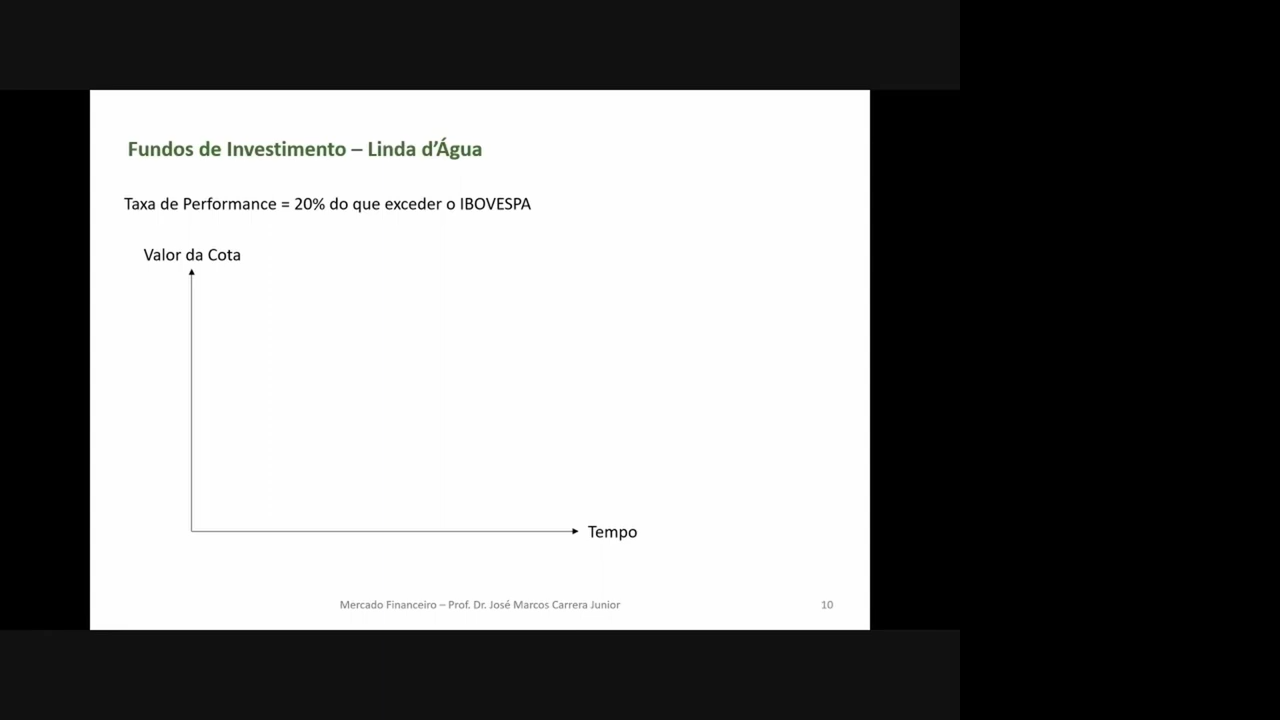 Fundos de Investimento – Linda d’Água
Taxa de Performance = 20% do que exceder o IBOVESPA
Valor da Cota
Tempo
Mercado Financeiro – Prof. Dr. José Marcos Carrera Junior
10